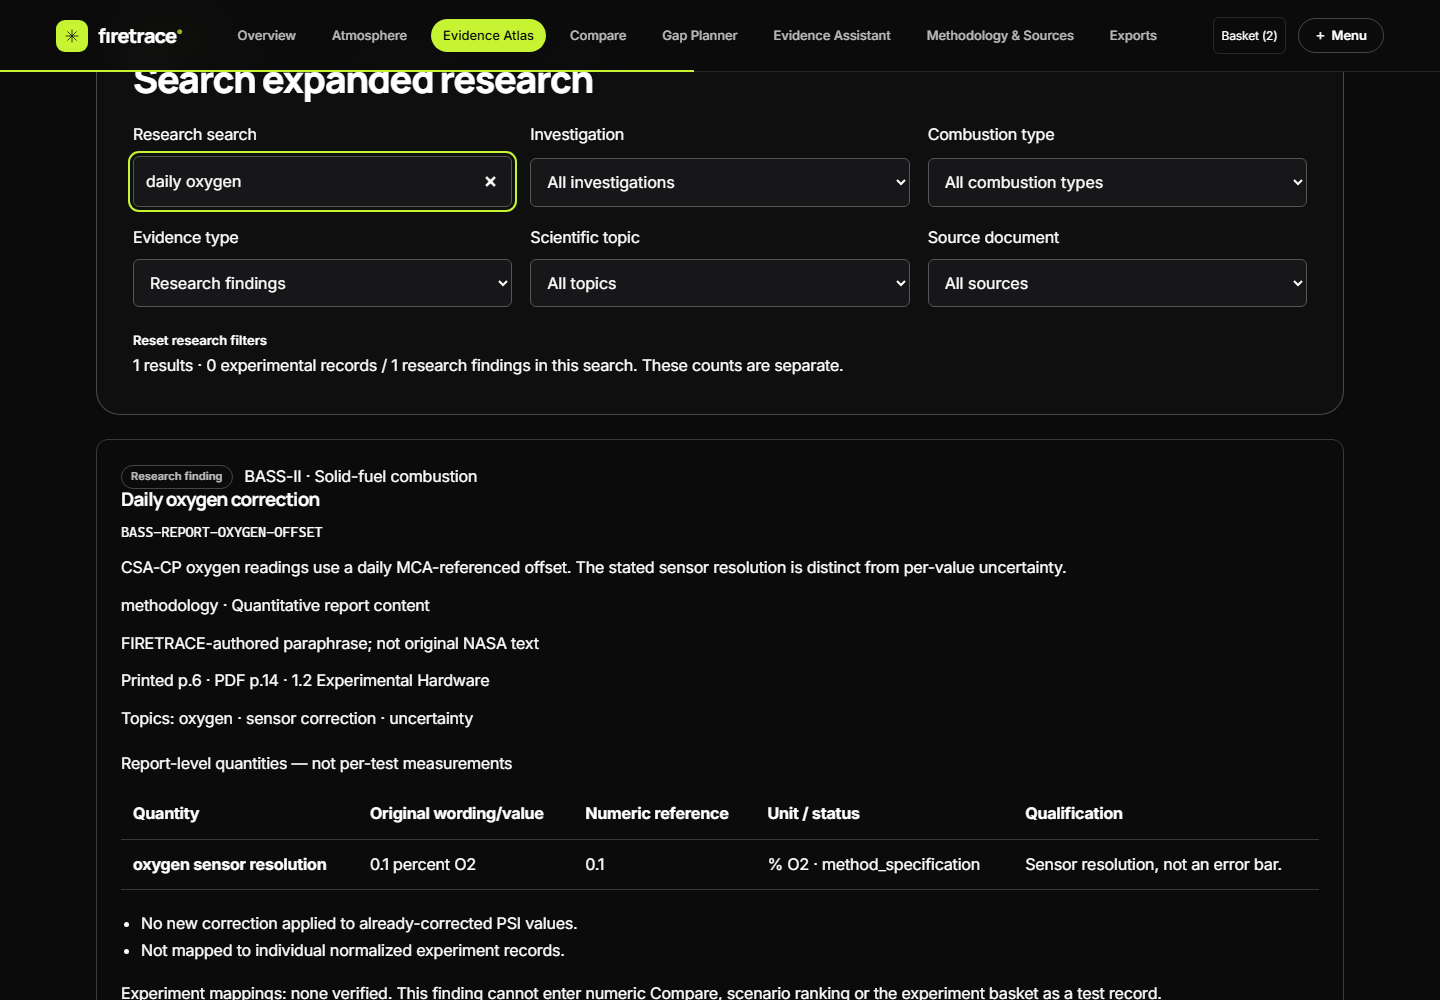 firetrace
Overview
Atmosphere
Evidence Atlas
Compare
Gap Planner
Evidence Assistant
Methodology & Sources
Exports
Basket (2)
+ Menu
Search expanded research
Research search
Investigation
Combustion type
daily oxygen
All investigations
All combustion types
Evidence type
Scientific topic
Source document
Research findings
All topics
All sources
Reset research filters
1 results · 0 experimental records / 1 research findings in this search. These counts are separate.
Research finding BASS-II · Solid-fuel combustion
Daily oxygen correction
BASS-REPORT-OXYGEN-OFFSET
CSA-CP oxygen readings use a daily MCA-referenced offset. The stated sensor resolution is distinct from per-value uncertainty.
methodology · Quantitative report content
FIRETRACE-authored paraphrase; not original NASA text
Printed p.6 · PDF p.14 · 1.2 Experimental Hardware
Topics: oxygen · sensor correction · uncertainty
Report-level quantities — not per-test measurements
Quantity Original wording/value Numeric reference Unit / status Qualification
oxygen sensor resolution 0.1 percent O2 0.1 % O2 · method_specification Sensor resolution, not an error bar.
• No new correction applied to already-corrected PSI values.
• Not mapped to individual normalized experiment records.
Experiment mappings: none verified. This finding cannot enter numeric Compare, scenario ranking or the experiment basket as a test record.